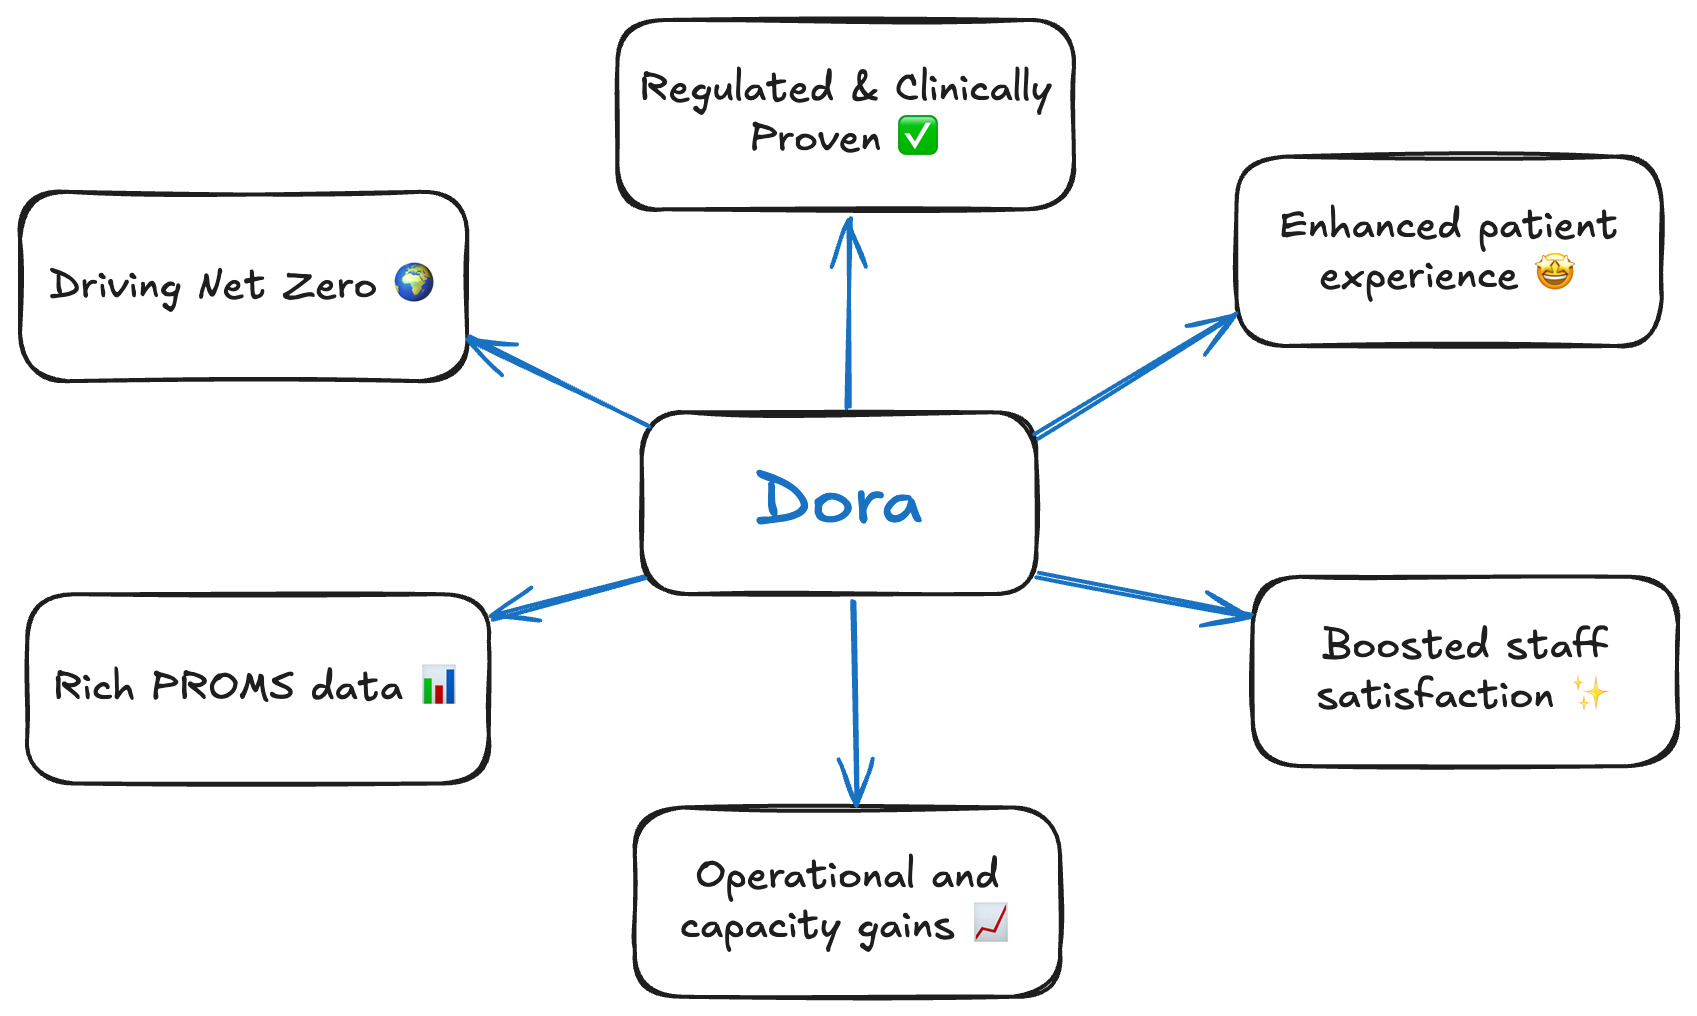 Regulated & Clinically
Proven ✅
Enhanced patient
experience 🤩
Driving Net Zero 🌍
Dora
Boosted staff
satisfaction ✨
Rich PROMS data 📊
Operational and
capacity gains 📈